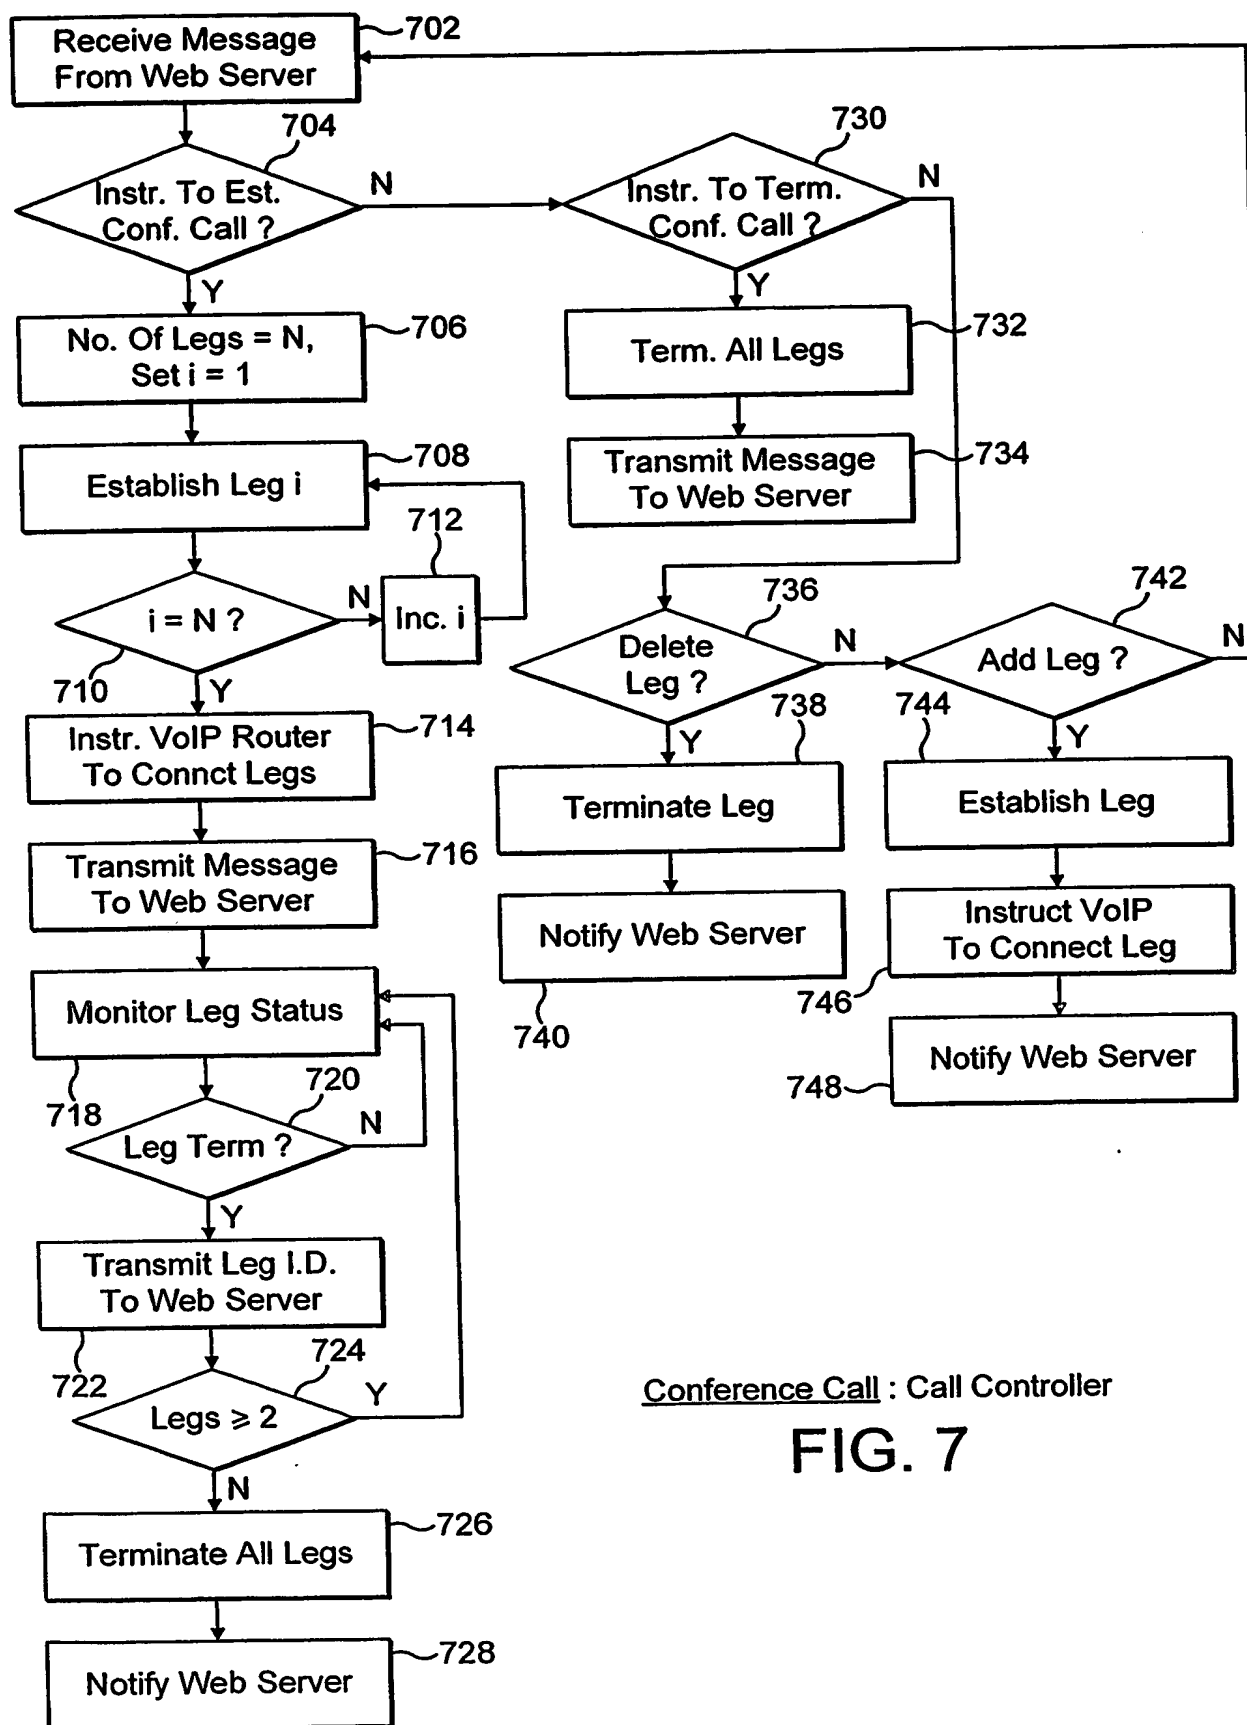 Receive Message
From Web Server
702
704
Instr. To Est.
Conf. Call ?
N
Y
730
Instr. To Term.
Conf. Call ?
N
Y
No. Of Legs = N,
Set i = 1
706
Term. All Legs
732
Establish Leg i
708
Transmit Message
To Web Server
734
712
i = N ?
N
Inc. i
710
Y
736
Delete
Leg ?
N
Y
742
Add Leg ?
N
Y
Instr. VoIP Router
To Connct Legs
714
738
Terminate Leg
744
Establish Leg
Transmit Message
To Web Server
716
Notify Web Server
740
Instruct VoIP
To Connect Leg
746
Monitor Leg Status
718
Notify Web Server
748
720
Leg Term ?
N
Y
Transmit Leg I.D.
To Web Server
722
724
Legs ⩾ 2
Y
N
Conference Call : Call Controller
FIG. 7
Terminate All Legs
726
Notify Web Server
728